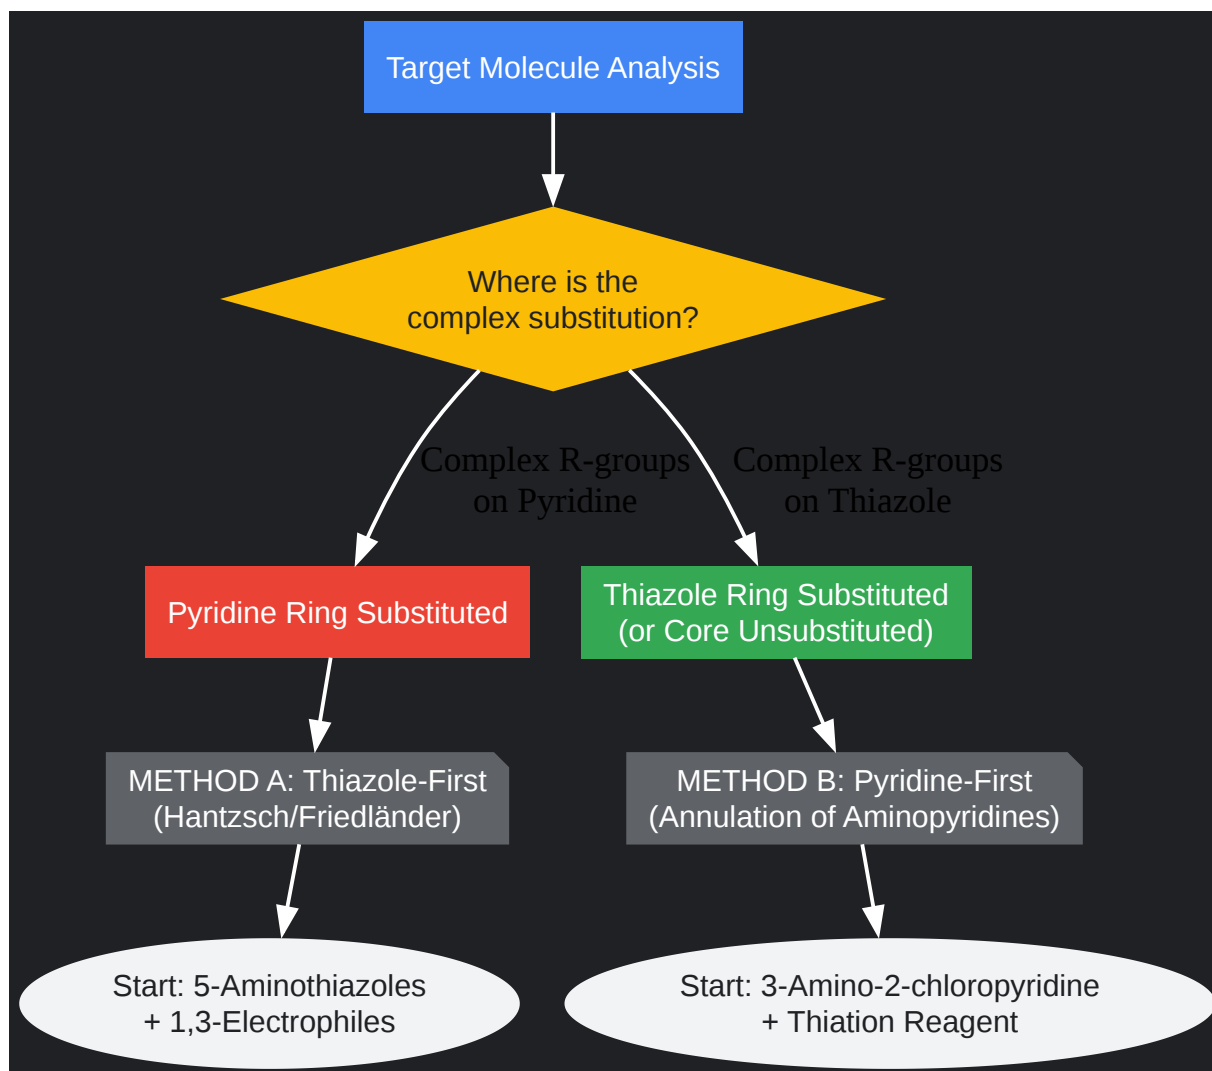 Target Molecule Analysis
Where is the
complex substitution?
Complex R-groups
on Pyridine
Complex R-groups
on Thiazole
Pyridine Ring Substituted
Thiazole Ring Substituted
(or Core Unsubstituted)
METHOD A: Thiazole-First
(Hantzsch/Friedländer)
METHOD B: Pyridine-First
(Annulation of Aminopyridines)
Start: 5-Aminothiazoles
+ 1,3-Electrophiles
Start: 3-Amino-2-chloropyridine
+ Thiation Reagent